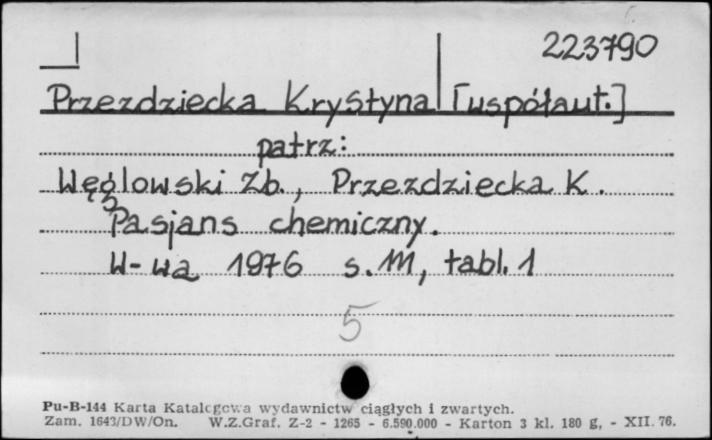 223790
Przezdziecka Krystyna [współaut.]
patrz:
Węglowski Zb., Przezdziecka K.
Pasjans chemiczny.
W-wa 1976 s. 111, tabl. 1
5
Pu-B-144 Karta Katalogowa wydawnictw ciągłych i zwartych.
Zam. 1643/DW/On. W.Z.Graf. Z-2 - 1265 - 6.590.000 - Karton 3 kl. 180 g, - XII. 76.